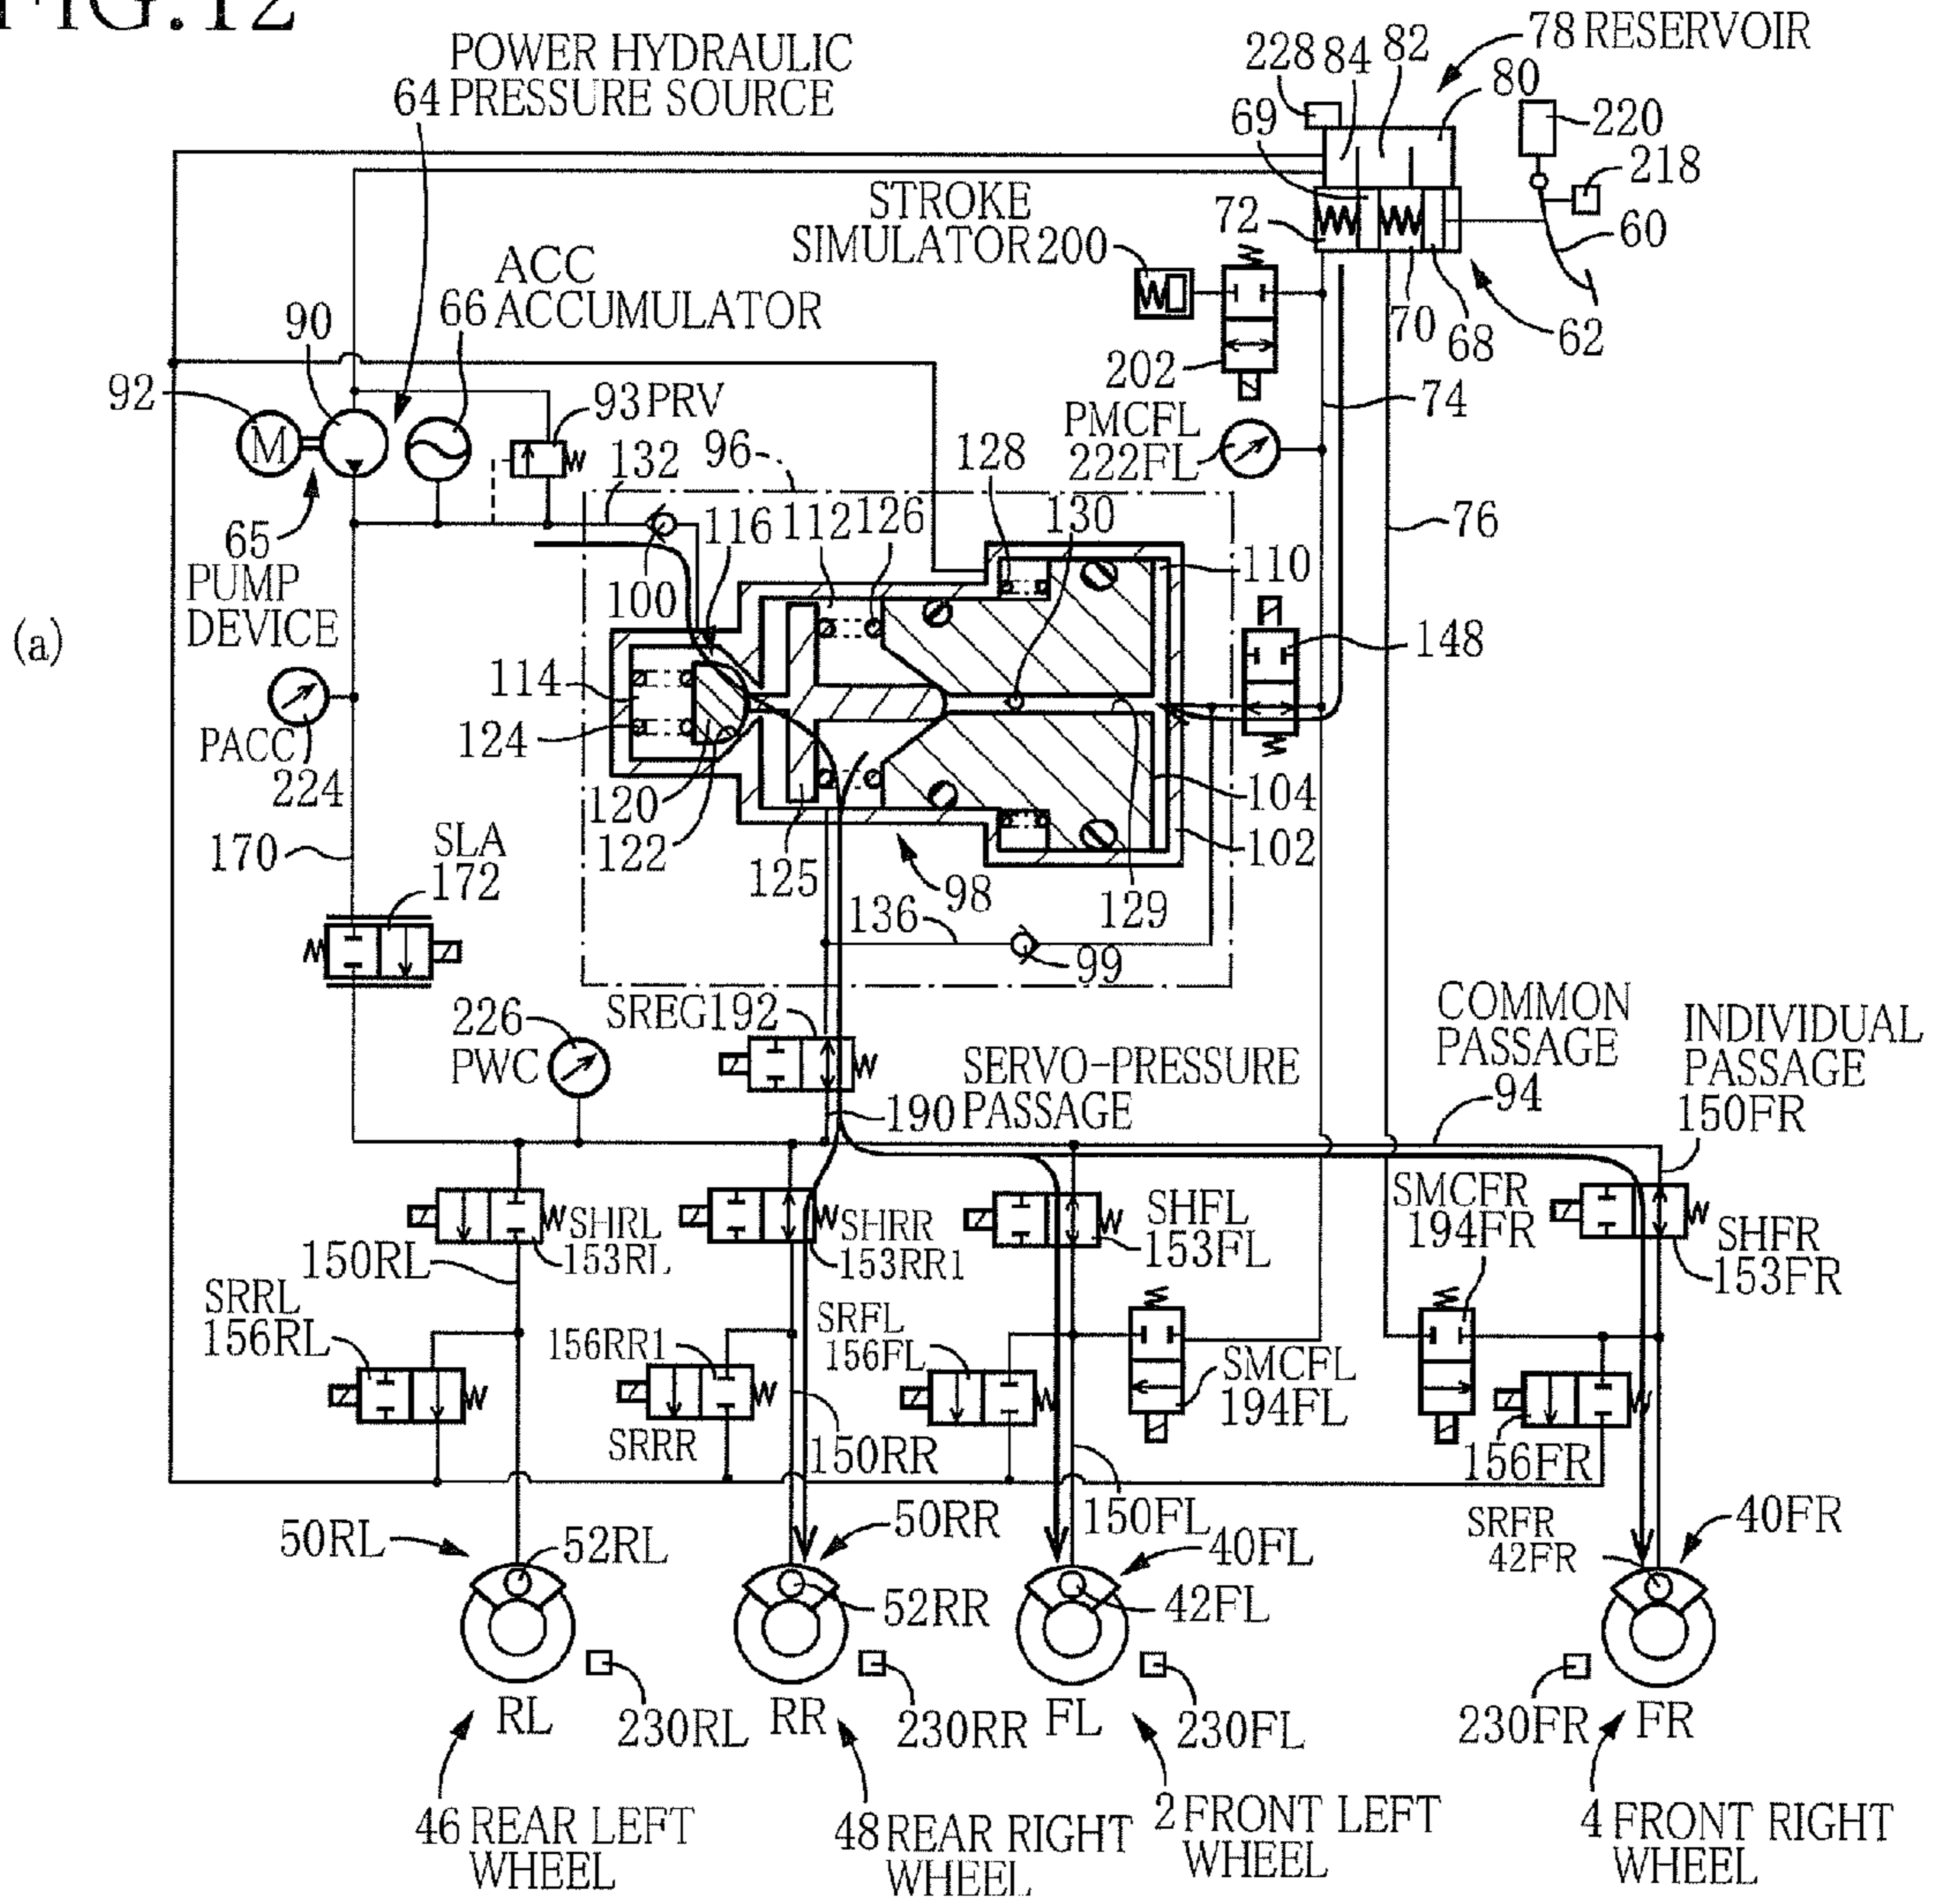 FIG. 12
POWER HYDRAULIC
64 PRESSURE SOURCE
78 RESERVOIR
228 84 82
80
69
220
218
STROKE
SIMULATOR 200
72
60
ACC
66 ACCUMULATOR
90
70
68
62
92
202
74
93 PRV
M
PMCFL
222FL
132
96
128
130
76
65
PUMP
DEVICE
116
112
126
110
100
(a)
148
114
124
PACC
224
120
122
104
102
170
SLA
172
125
98
129
136
99
SREG 192
226
PWC
COMMON
PASSAGE
94
INDIVIDUAL
PASSAGE
150FR
SERVO-PRESSURE
190 PASSAGE
SHRL
153RL
SHRR
153RR1
SHFL
153FL
SMCFR
194FR
SHFR
153FR
150RL
SRRL
156RL
156RR1
SRFL
156FL
SMCFL
194FL
SRRR
150RR
156FR
50RL
52RL
50RR
150FL
40FL
SRFR
42FR
40FR
52RR
42FL
RL
230RL
RR
230RR
FL
230FL
230FR
FR
46 REAR LEFT
WHEEL
48 REAR RIGHT
WHEEL
2 FRONT LEFT
WHEEL
4 FRONT RIGHT
WHEEL